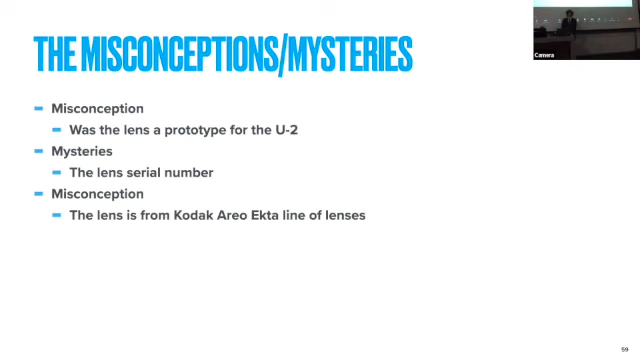 THE MISCONCEPTIONS/MYSTERIES
Camera
Misconception
Was the lens a prototype for the U-2
Mysteries
The lens serial number
Misconception
The lens is from Kodak Areo Ekta line of lenses
59